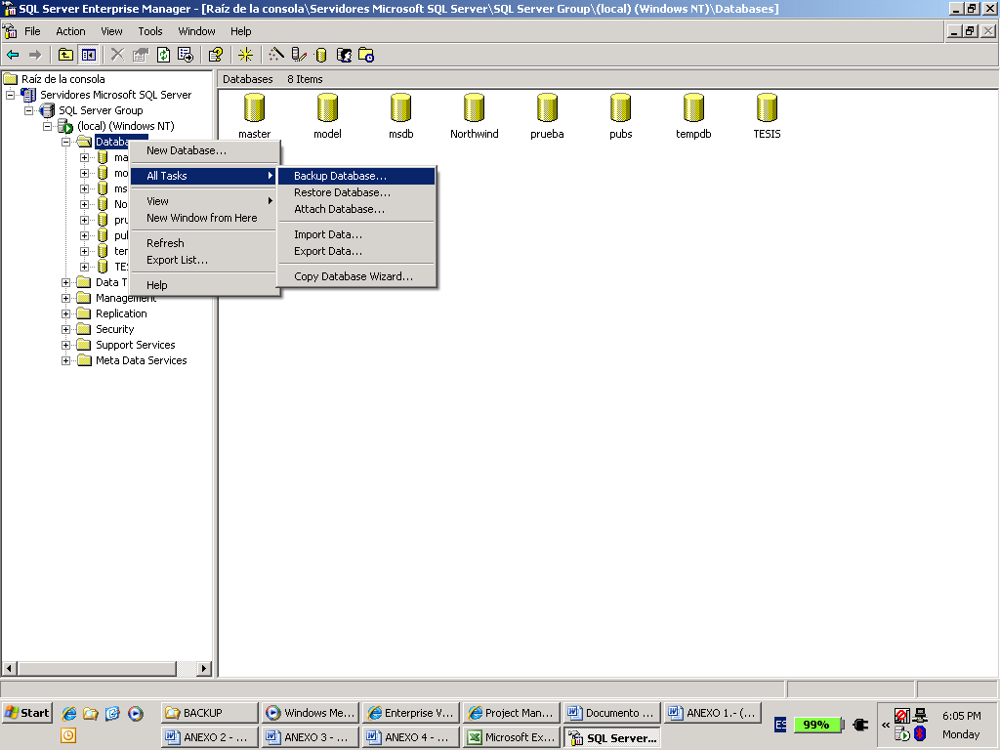 SQL Server Enterprise Manager - [Raíz de la consola\Servidores Microsoft SQL Server\SQL Server Group\(local) (Windows NT)\Databases]
File Action View Tools Window Help
Raíz de la consola
Servidores Microsoft SQL Server
SQL Server Group
(local) (Windows NT)
Databa
ma
mo
ms
No
pru
pul
ter
TES
Data T
Management
Replication
Security
Support Services
Meta Data Services
New Database...
All Tasks
View
New Window from Here
Refresh
Export List...
Help
Backup Database...
Restore Database...
Attach Database...
Import Data...
Export Data...
Copy Database Wizard...
Databases 8 Items
master model msdb Northwind prueba pubs tempdb TESIS
Start BACKUP Windows Me... Enterprise V... Project Man... Documento ... ANEXO 1.- (...
ANEXO 2 - ... ANEXO 3 - ... ANEXO 4 - ... Microsoft Ex... SQL Server...
ES 99% « 6:05 PM
Monday